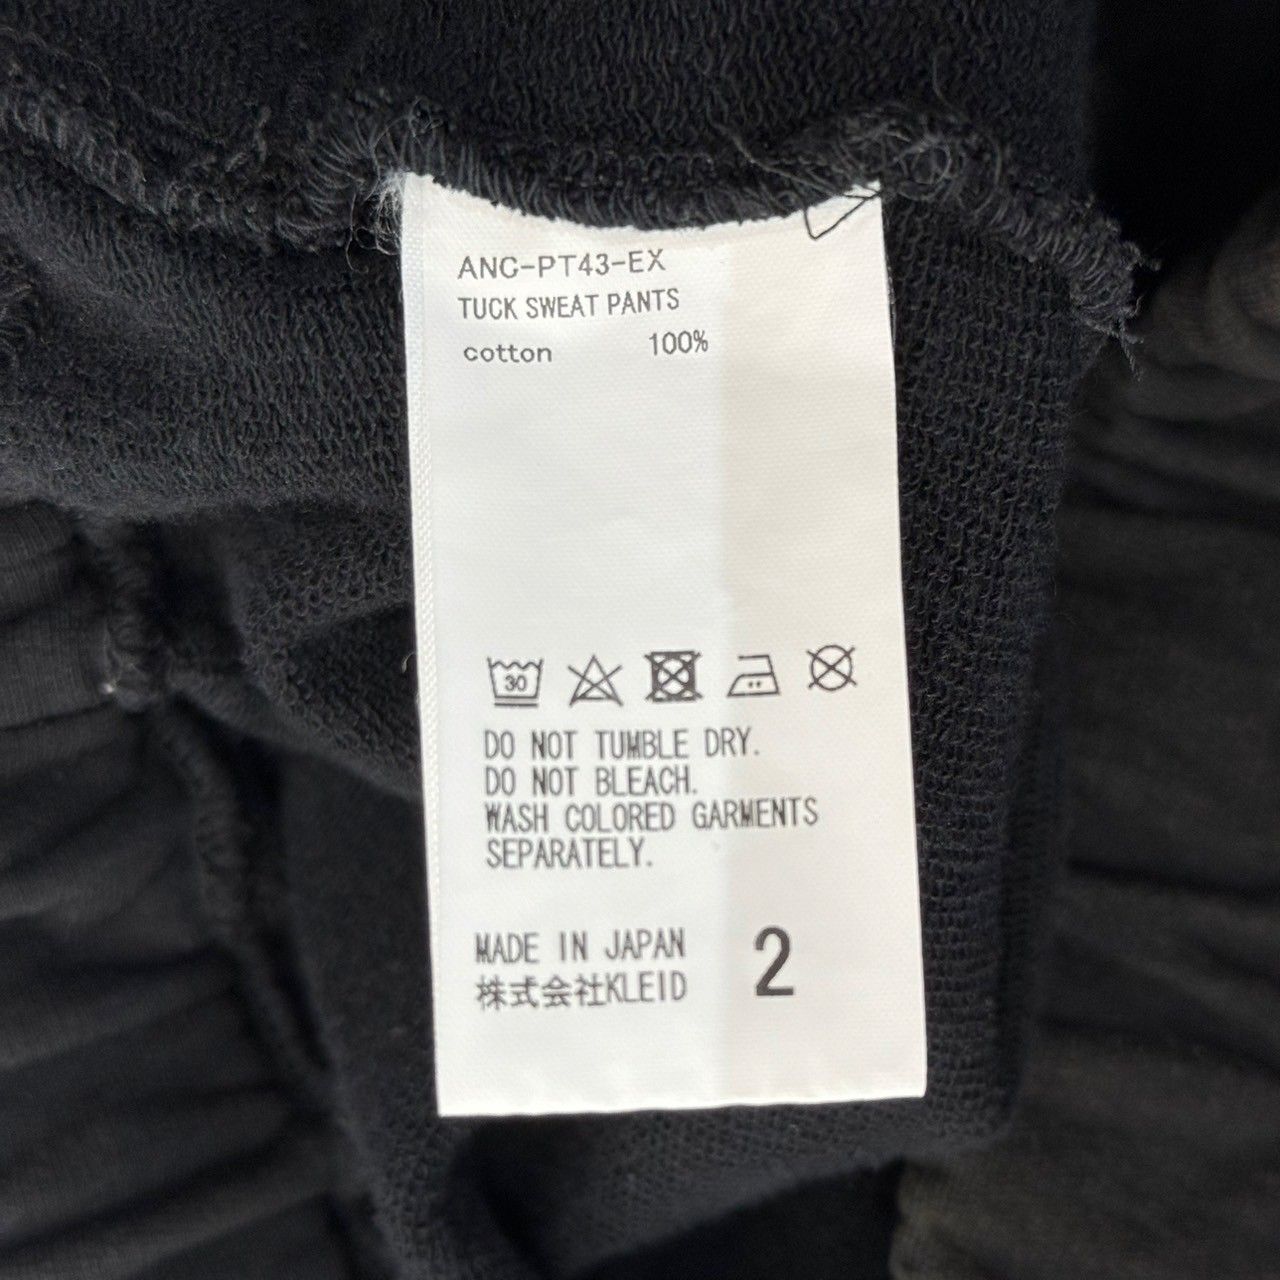 ANC-PT43-EX
TUCK SWEAT PANTS
cotton 100%
30
DO NOT TUMBLE DRY.
DO NOT BLEACH.
WASH COLORED GARMENTS
SEPARATELY.
MADE IN JAPAN
株式会社KLEID
2